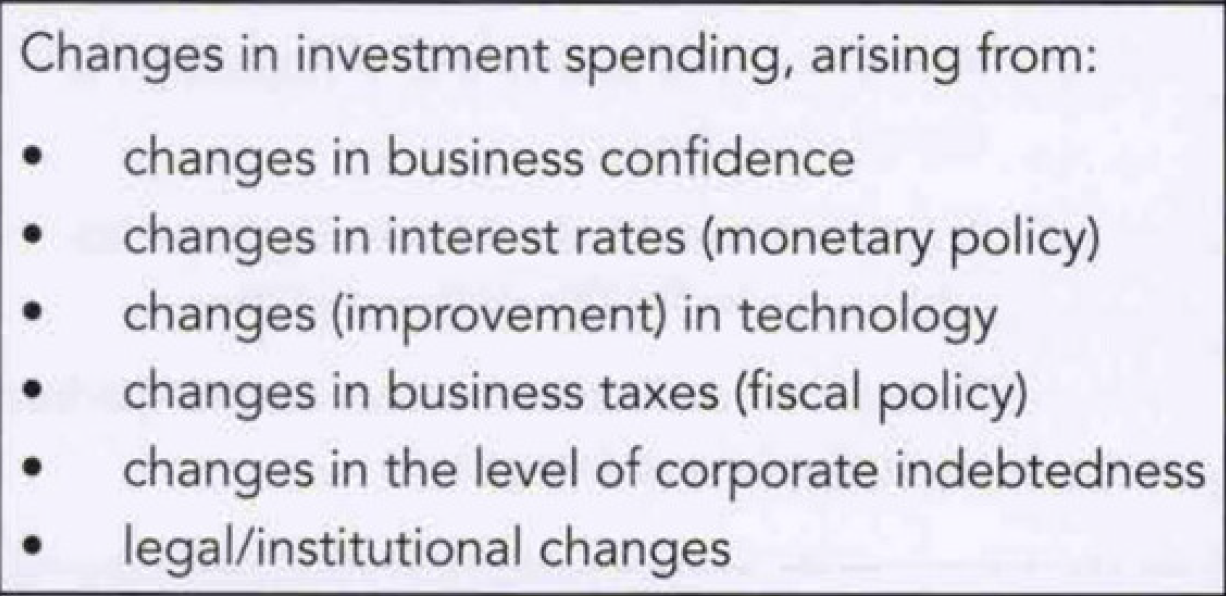 Changes in investment spending, arising from:
• changes in business confidence
• changes in interest rates (monetary policy)
• changes (improvement) in technology
• changes in business taxes (fiscal policy)
• changes in the level of corporate indebtedness
• legal/institutional changes